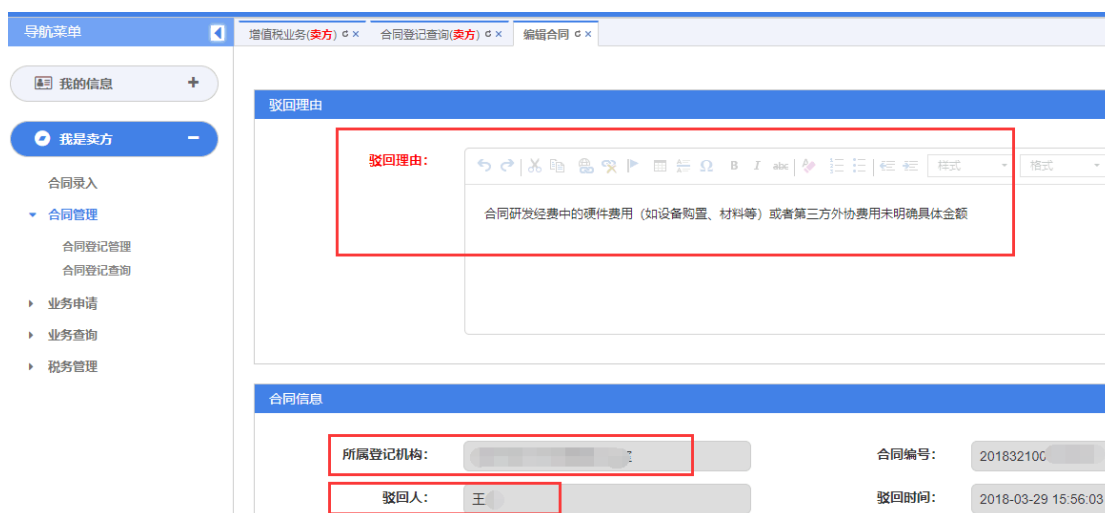 导航菜单
增值税业务(卖方)
合同登记查询(卖方)
编辑合同
我的信息
我是卖方
合同录入
合同管理
合同登记管理
合同登记查询
业务申请
业务查询
税务管理
驳回理由
驳回理由：
Ω B I abc 样式 格式
合同研发经费中的硬件费用（如设备购置、材料等）或者第三方外协费用未明确具体金额
合同信息
所属登记机构：
合同编号： 201832100
驳回人： 王
驳回时间： 2018-03-29 15:56:03